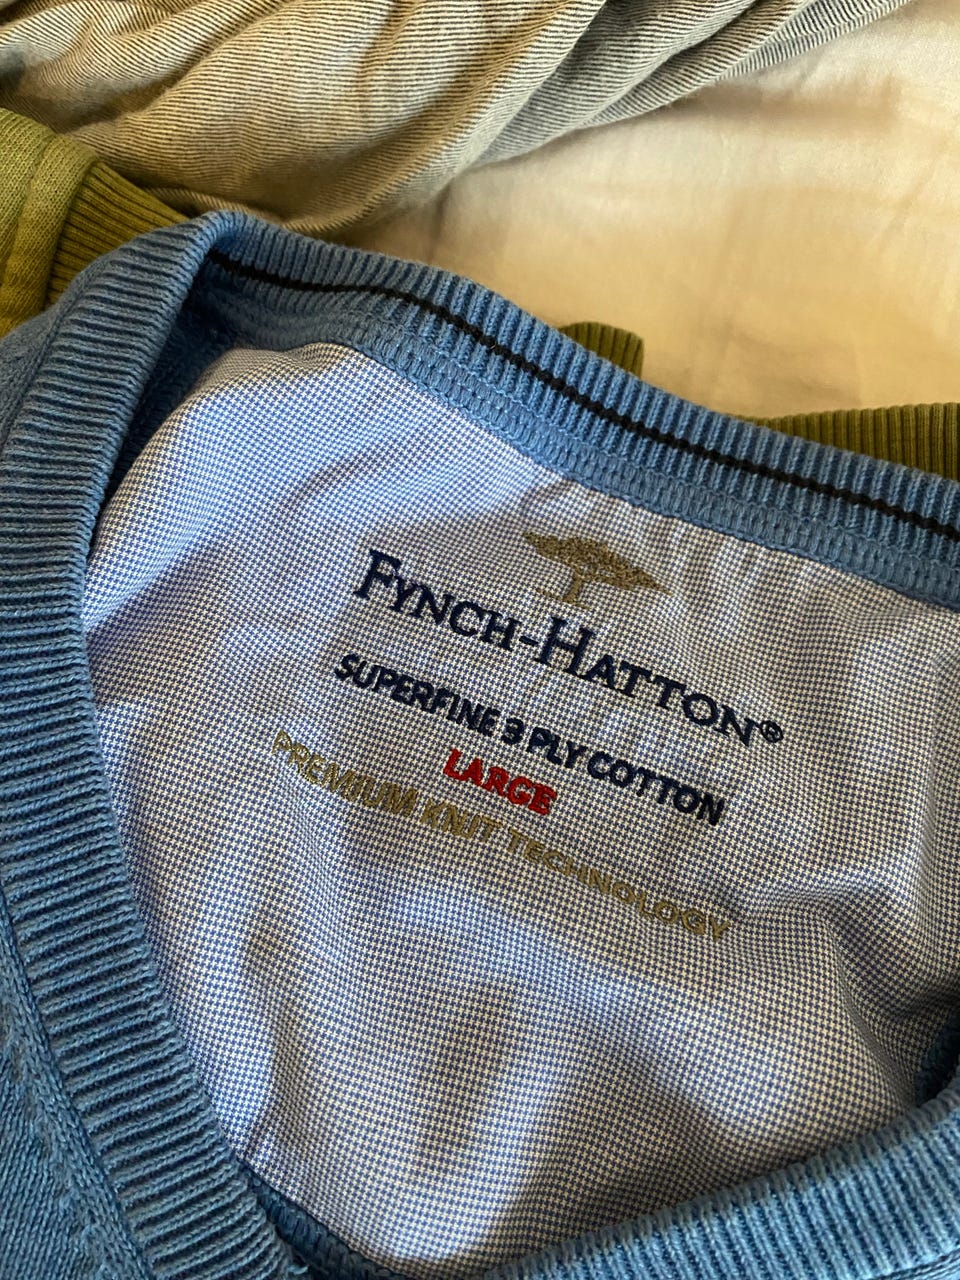 FYNCH-HATTON®
SUPERFINE 3 PLY COTTON
LARGE
PREMIUM KNIT TECHNOLOGY